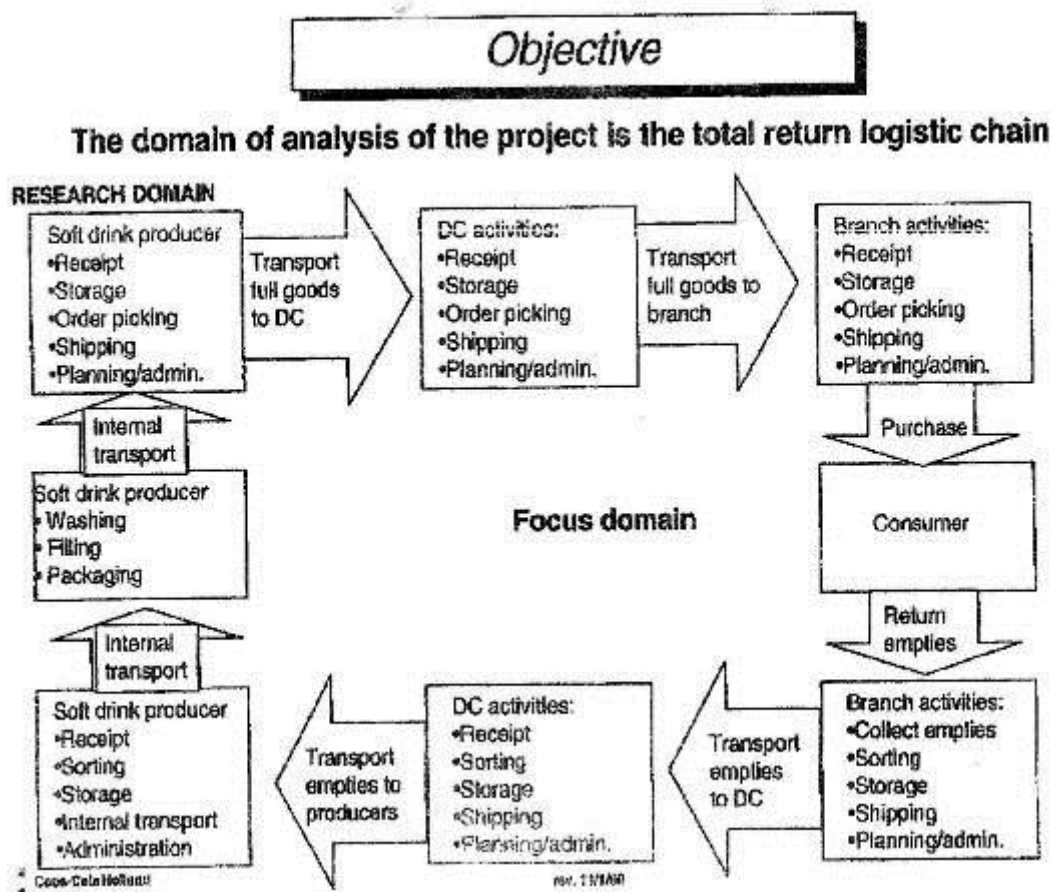 Objective
The domain of analysis of the project is the total return logistic chain
RESEARCH DOMAIN
Soft drink producer
•Receipt
•Storage
•Order picking
•Shipping
•Planning/admin.
Transport
full goods
to DC
DC activities:
•Receipt
•Storage
•Order picking
•Shipping
•Planning/admin.
Transport
full goods to
branch
Branch activities:
•Receipt
•Storage
•Order picking
•Shipping
•Planning/admin.
Internal
transport
Purchase
Soft drink producer
• Washing
• Filling
• Packaging
Focus domain
Consumer
Internal
transport
Return
empties
Soft drink producer
•Receipt
•Sorting
•Storage
•Internal transport
•Administration
Transport
empties to
producers
DC activities:
•Receipt
•Sorting
•Storage
•Shipping
•Planning/admin.
Transport
empties
to DC
Branch activities:
•Collect empties
•Sorting
•Storage
•Shipping
•Planning/admin.
rev.